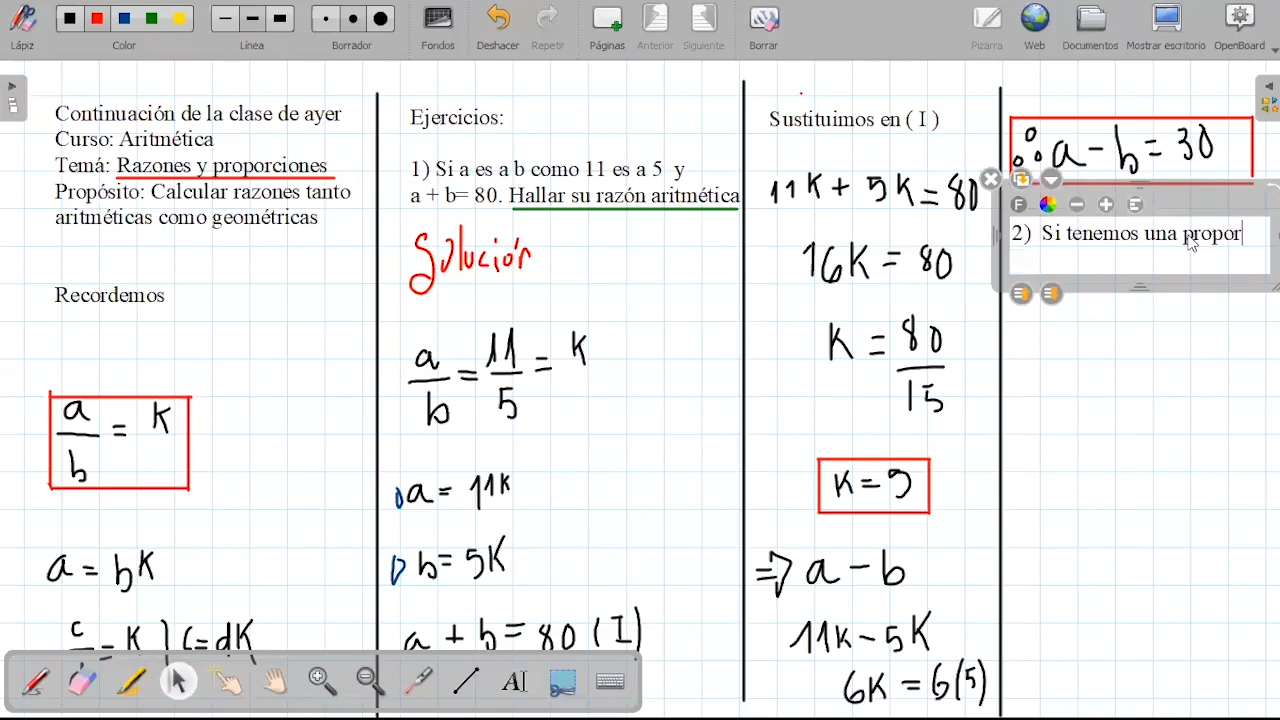 Lápiz
Color
Línea
Borrador
Fondos
Deshacer
Repetir
Páginas
Anterior
Siguiente
Borrar
Pizarra
Web
Documentos
Mostrar escritorio
OpenBoard
Continuación de la clase de ayer
Curso: Aritmética
Temá: Razones y proporciones
Propósito: Calcular razones tanto
aritméticas como geométricas
Recordemos
a/b = K
a = bK
c/ = K } c = dK
Ejercicios:
1) Si a es a b como 11 es a 5 y
a + b= 80. Hallar su razón aritmética
Solución
a/b = 11/5 = K
a = 11K
b = 5K
a + b = 80 (I)
Sustituimos en ( I )
11K + 5K = 80
16K = 80
K = 80/15
K = 5
⇒ a - b
11K - 5K
6K = 6(5)
∴ a - b = 30
F
2) Si tenemos una propor
A